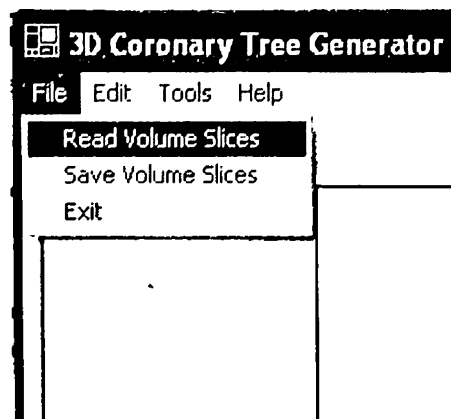 3D Coronary Tree Generator
File Edit Tools Help
Read Volume Slices
Save Volume Slices
Exit